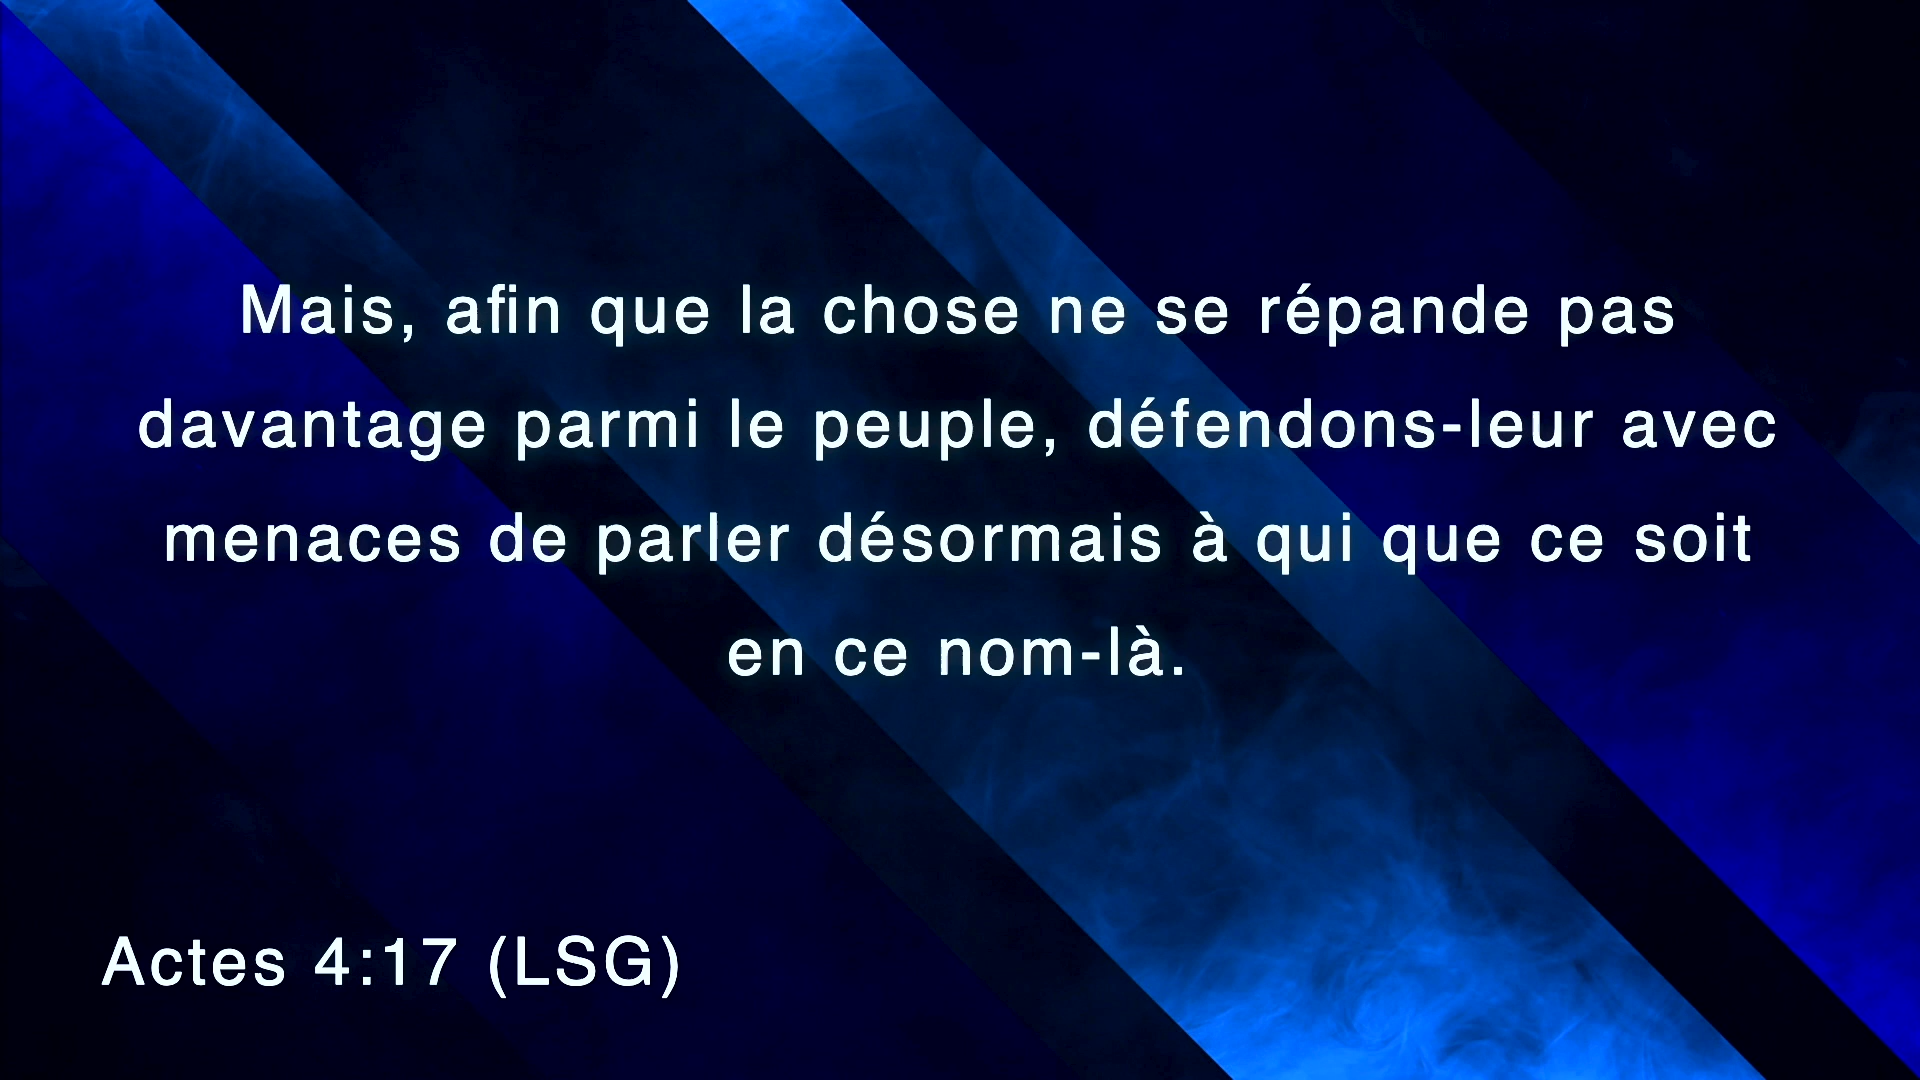 Mais, afin que la chose ne se répande pas
davantage parmi le peuple, défendons-leur avec
menaces de parler désormais à qui que ce soit
en ce nom-là.
Actes 4:17 (LSG)